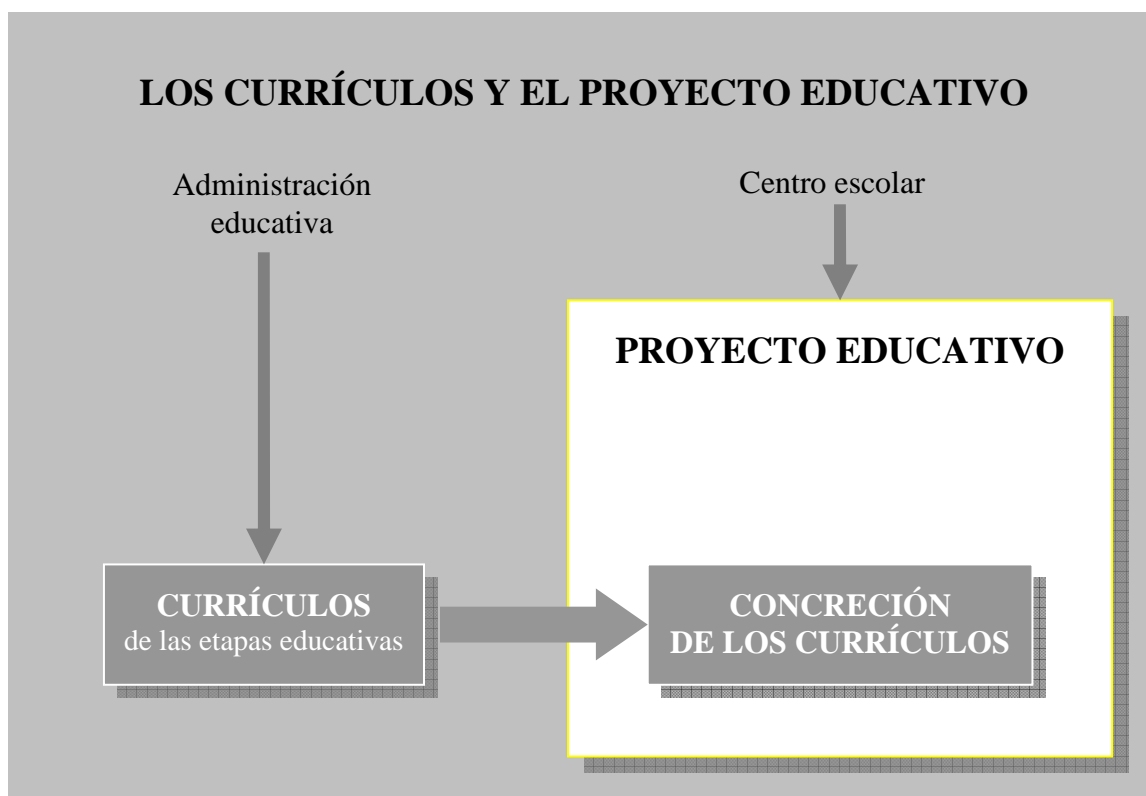 LOS CURRÍCULOS Y EL PROYECTO EDUCATIVO
Administración
educativa
Centro escolar
PROYECTO EDUCATIVO
CURRÍCULOS
de las etapas educativas
CONCRECIÓN
DE LOS CURRÍCULOS